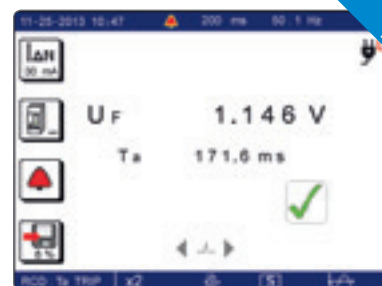 11-25-2013 10:47 200 ms 50.1 Hz
IΔN
30 mA
UF 1.146 V
Ta 171.6 ms
6 %
RCD Ta TRIP x2 S